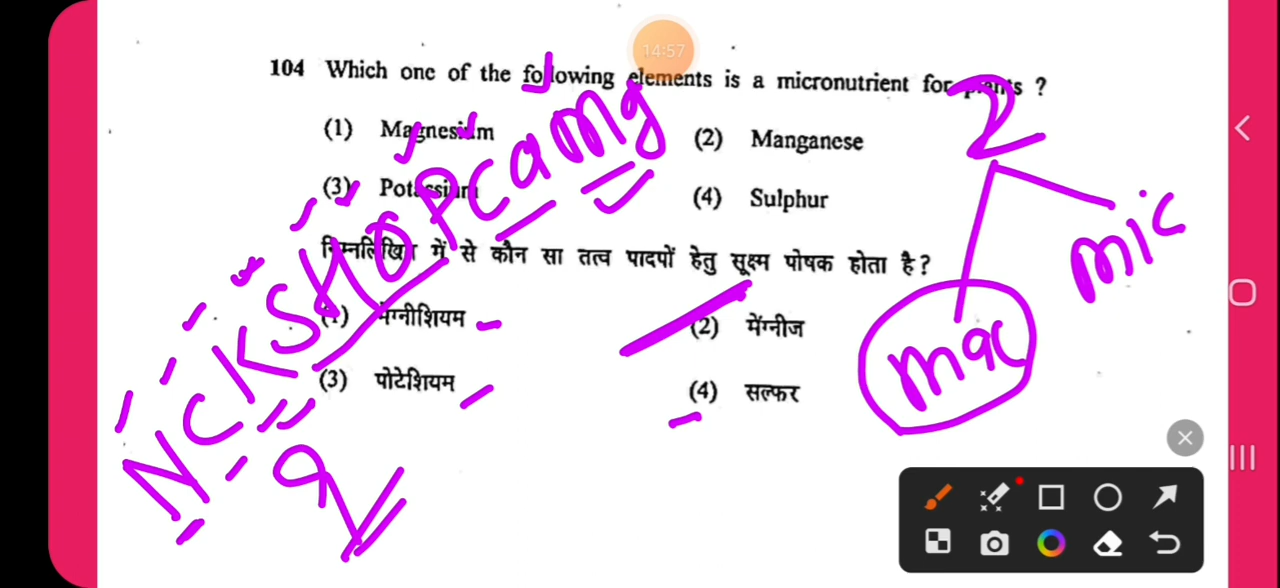 14:57
104 Which one of the following elements is a micronutrient for plants ?
(1) Magnesium
(2) Manganese
(3) Potassium
(4) Sulphur
निम्नलिखित में से कौन सा तत्व पादपों हेतु सूक्ष्म पोषक होता है?
(1) मेग्नीशियम
(2) मेंग्नीज
(3) पोटेशियम
(4) सल्फर
NCKSHOPCaMg
2
mac
mic
9